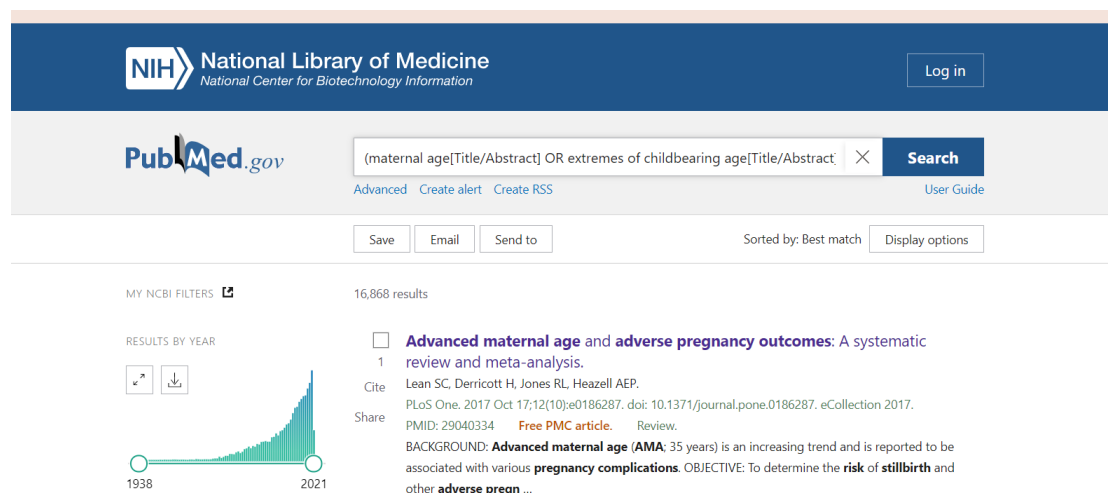 NIH National Library of Medicine
National Center for Biotechnology Information
Log in
PubMed.gov
(maternal age[Title/Abstract] OR extremes of childbearing age[Title/Abstract]
Search
Advanced Create alert Create RSS
User Guide
Save Email Send to
Sorted by: Best match Display options
MY NCBI FILTERS
16,868 results
RESULTS BY YEAR
1938 2021
1
Cite
Share
Advanced maternal age and adverse pregnancy outcomes: A systematic
review and meta-analysis.
Lean SC, Derricott H, Jones RL, Heazell AEP.
PLoS One. 2017 Oct 17;12(10):e0186287. doi: 10.1371/journal.pone.0186287. eCollection 2017.
PMID: 29040334 Free PMC article. Review.
BACKGROUND: Advanced maternal age (AMA; 35 years) is an increasing trend and is reported to be
associated with various pregnancy complications. OBJECTIVE: To determine the risk of stillbirth and
other adverse pregn ...